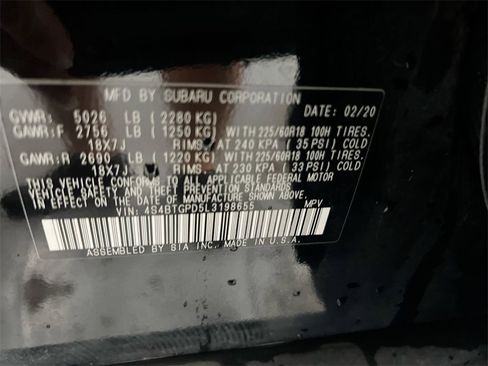 MFD BY SUBARU CORPORATION
DATE: 02/20
GVWR: 5026 LB (2280 KG)
GAWR:F 2756 LB (1250 KG) WITH 225/60R18 100H TIRES.
18X7J RIMS AT 240 KPA (35 PSI) COLD
GAWR:R 2690 LB (1220 KG) WITH 225/60R18 100H TIRES.
18X7J RIMS AT 230 KPA (33 PSI) COLD
THIS VEHICLE CONFORMS TO ALL APPLICABLE FEDERAL MOTOR
VEHICLE SAFETY AND THEFT PREVENTION STANDARDS
IN EFFECT ON THE DATE OF MANUFACTURE SHOWN ABOVE.
VIN: 4S4BTGPD5L3198655 MPV
ASSEMBLED BY SIA INC. MADE IN U.S.A.